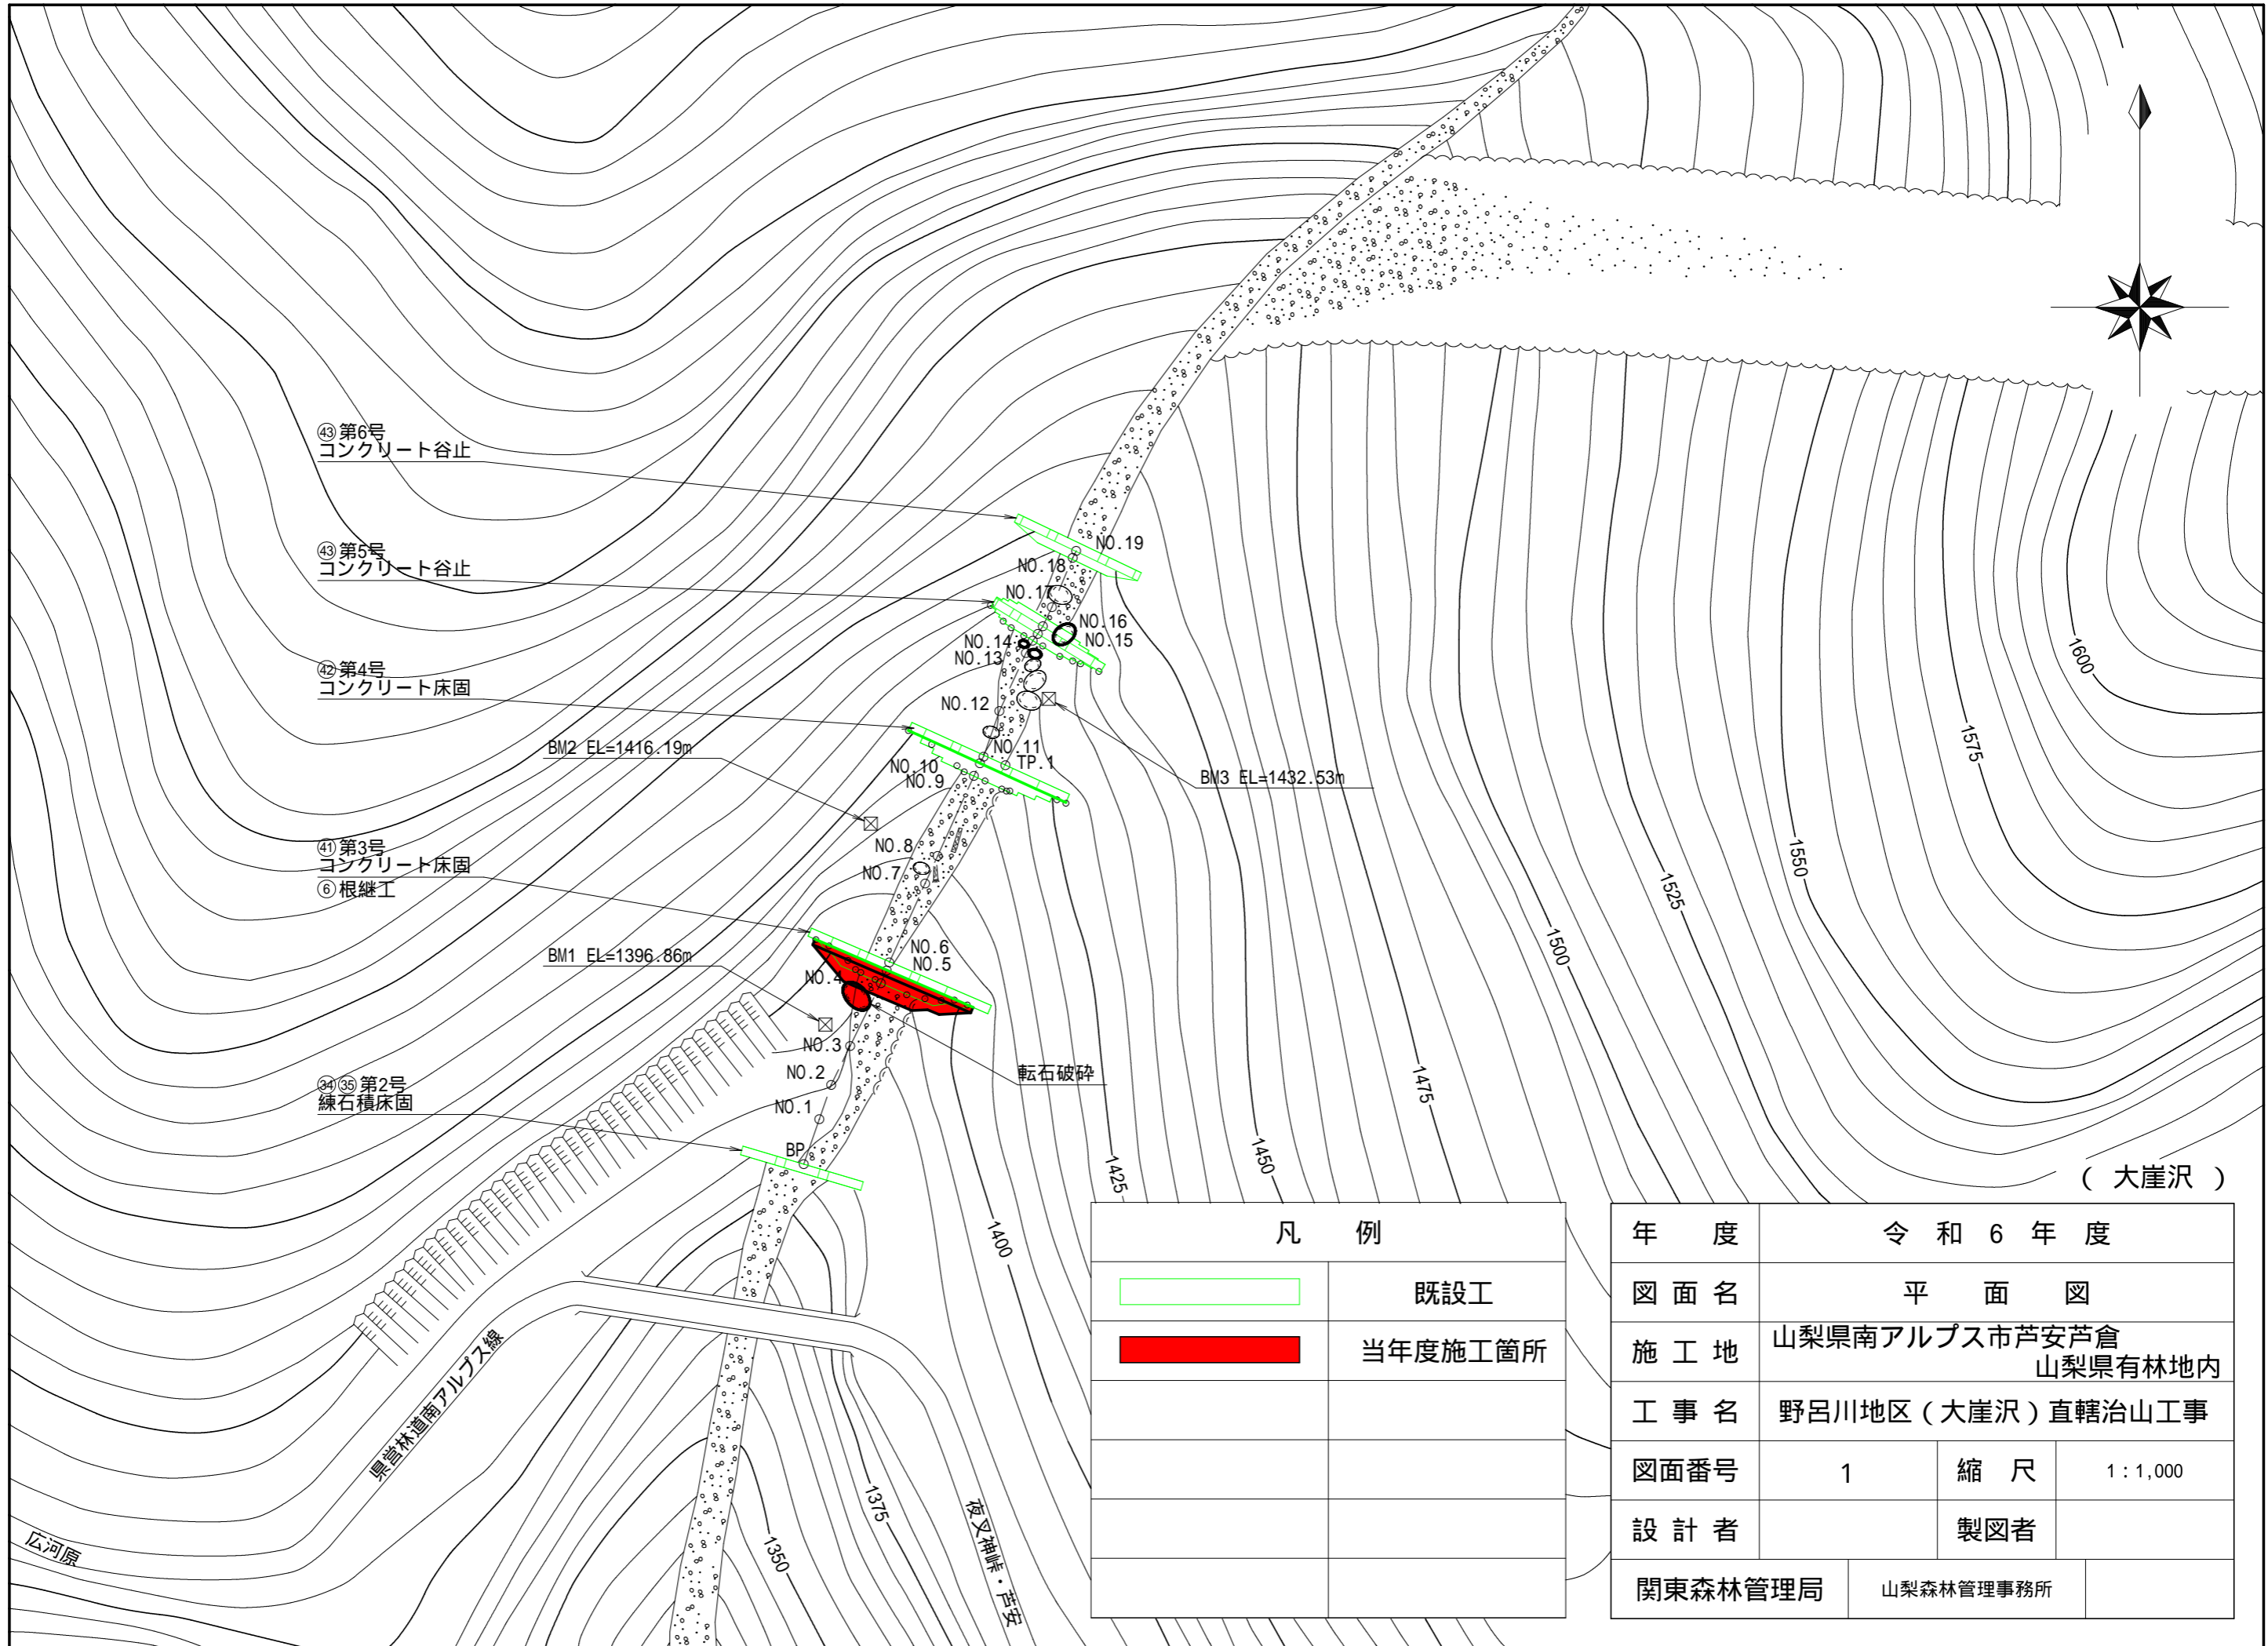 ㊸第6号
コンクリート谷止
㊸第5号
コンクリート谷止
㊷第4号
コンクリート床固
BM2 EL=1416.19m
㊶第3号
コンクリート床固
⑥根継工
BM1 EL=1396.86m
㉞㉟第2号
練石積床固
NO.19
NO.18
NO.17
NO.16
NO.15
NO.14
NO.13
NO.12
NO.11
TP.1
NO.10
NO.9
BM3 EL=1432.53m
NO.8
NO.7
NO.6
NO.5
NO.4
NO.3
転石破砕
NO.2
NO.1
BP
1600
1575
1550
1525
1500
1475
1450
1425
1400
1375
1350
県営林道南アルプス線
広河原
夜叉神峠・芦安
(大崖沢)
凡例
既設工
当年度施工箇所
年度 令和6年度
図面名 平面図
施工地 山梨県南アルプス市芦安芦倉
山梨県有林地内
工事名 野呂川地区(大崖沢)直轄治山工事
図面番号 1 縮尺 1:1,000
設計者 製図者
関東森林管理局 山梨森林管理事務所